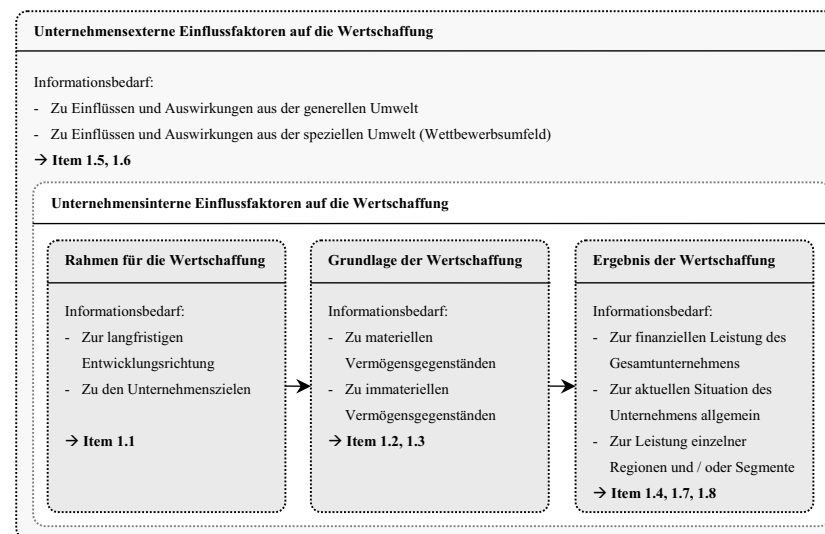 Unternehmensexterne Einflussfaktoren auf die Wertschaffung
Informationsbedarf:
- Zu Einflüssen und Auswirkungen aus der generellen Umwelt
- Zu Einflüssen und Auswirkungen aus der speziellen Umwelt (Wettbewerbsumfeld)
→ Item 1.5, 1.6
Unternehmensinterne Einflussfaktoren auf die Wertschaffung
Rahmen für die Wertschaffung
Informationsbedarf:
- Zur langfristigen
Entwicklungsrichtung
- Zu den Unternehmenszielen
→ Item 1.1
Grundlage der Wertschaffung
Informationsbedarf:
- Zu materiellen
Vermögensgegenständen
- Zu immateriellen
Vermögensgegenständen
→ Item 1.2, 1.3
Ergebnis der Wertschaffung
Informationsbedarf:
- Zur finanziellen Leistung des
Gesamtunternehmens
- Zur aktuellen Situation des
Unternehmens allgemein
- Zur Leistung einzelner
Regionen und / oder Segmente
→ Item 1.4, 1.7, 1.8